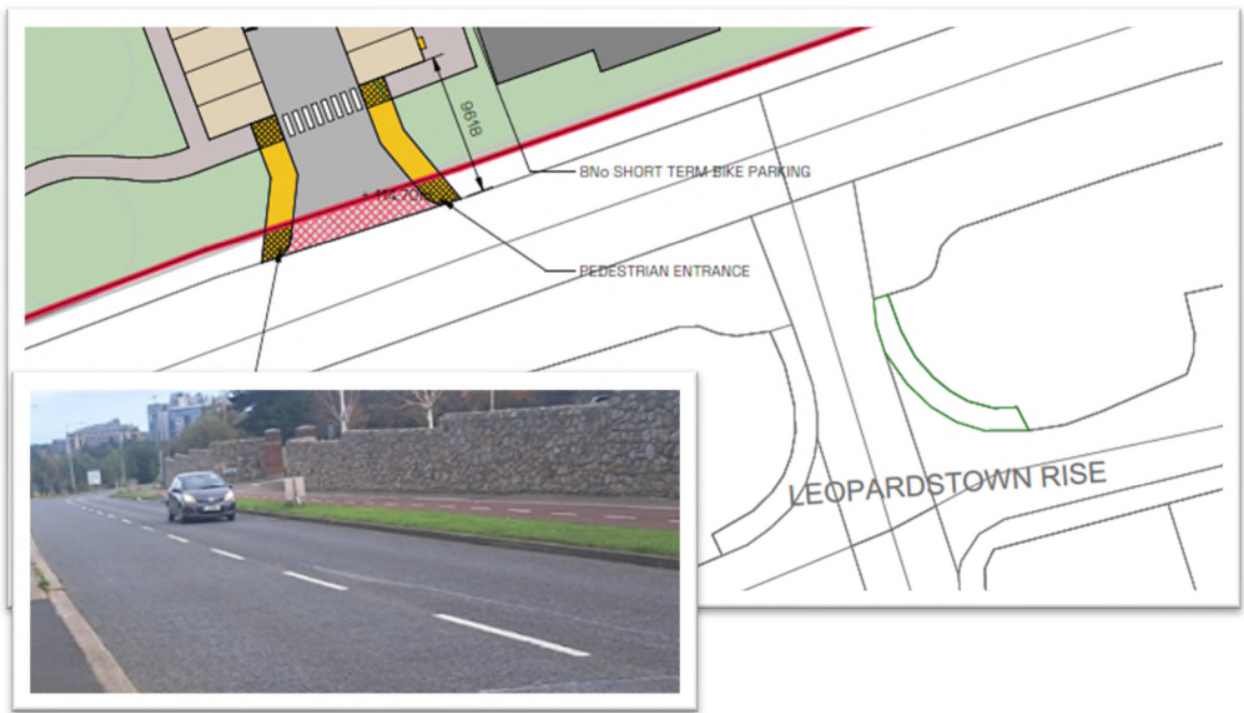 9618
8No SHORT TERM BIKE PARKING
PEDESTRIAN ENTRANCE
LEOPARDSTOWN RISE